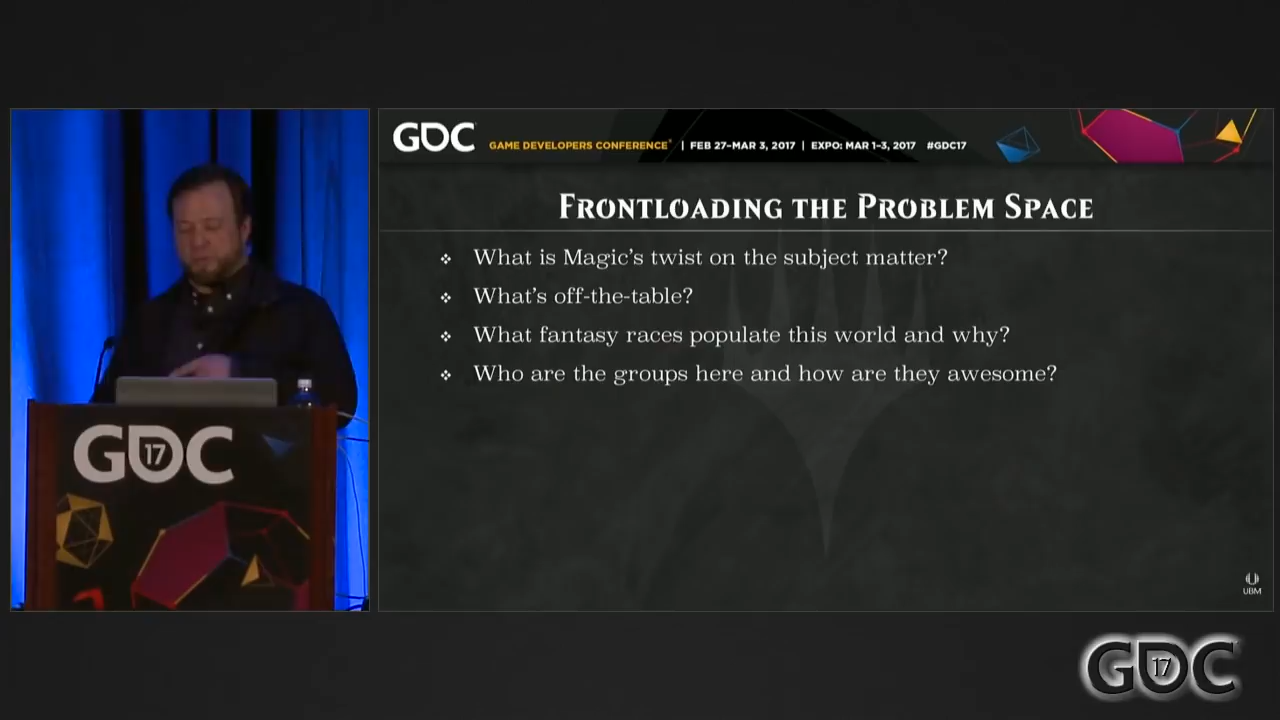 GDC
GAME DEVELOPERS CONFERENCE® | FEB 27–MAR 3, 2017 | EXPO: MAR 1–3, 2017 #GDC17
FRONTLOADING THE PROBLEM SPACE
❖ What is Magic's twist on the subject matter?
❖ What's off-the-table?
❖ What fantasy races populate this world and why?
❖ Who are the groups here and how are they awesome?
GDC
17
UBM
GDC
17